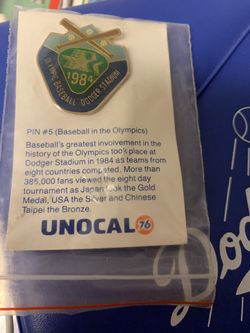 OLYMPIC BASEBALL DODGER STADIUM
1984
PIN #5 (Baseball in the Olympics)
Baseball's greatest involvement in the
history of the Olympics took place at
Dodger Stadium in 1984 as teams from
eight countries competed. More than
385,000 fans viewed the eight day
tournament as Japan took the Gold
Medal, USA the Silver and Chinese
Taipei the Bronze.
UNOCAL 76